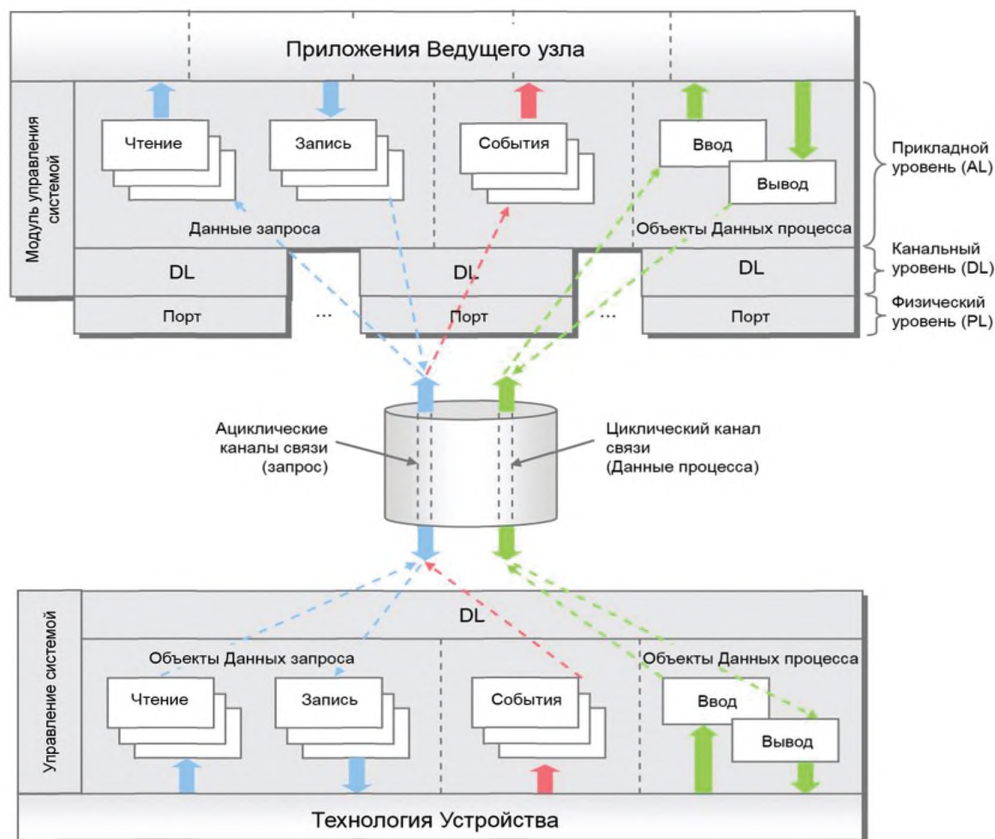 Приложения Ведущего узла
Модуль управления
системой
Чтение
Запись
События
Ввод
Вывод
Прикладной
уровень (AL)
Данные запроса
Объекты Данных процесса
DL
DL
DL
Канальный
уровень (DL)
Порт
...
Порт
...
Порт
Физический
уровень (PL)
Ациклические
каналы связи
(запрос)
Циклический канал
связи
(Данные процесса)
Управление системой
DL
Объекты Данных запроса
Объекты Данных процесса
Чтение
Запись
События
Ввод
Вывод
Технология Устройства